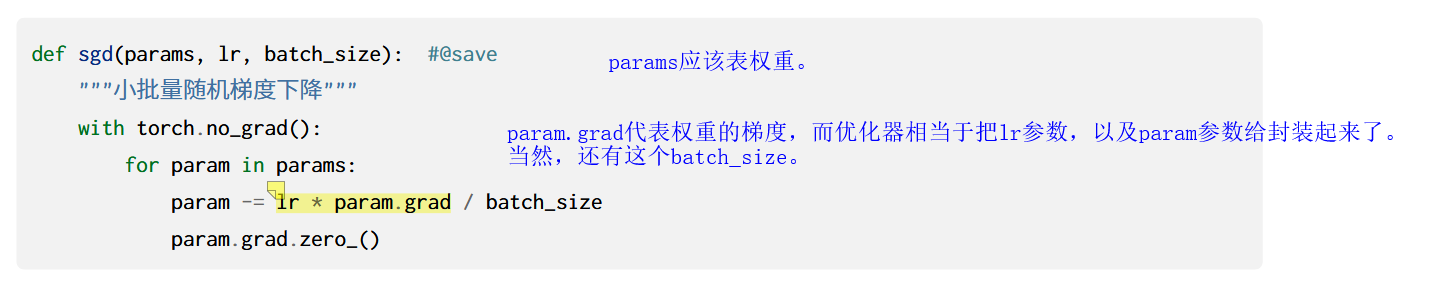 def sgd(params, lr, batch_size):  #@save
params应该表权重。
"""小批量随机梯度下降"""
with torch.no_grad():
param.grad代表权重的梯度，而优化器相当于把lr参数，以及param参数给封装起来了。
当然，还有这个batch_size。
for param in params:
param -= lr * param.grad / batch_size
param.grad.zero_()